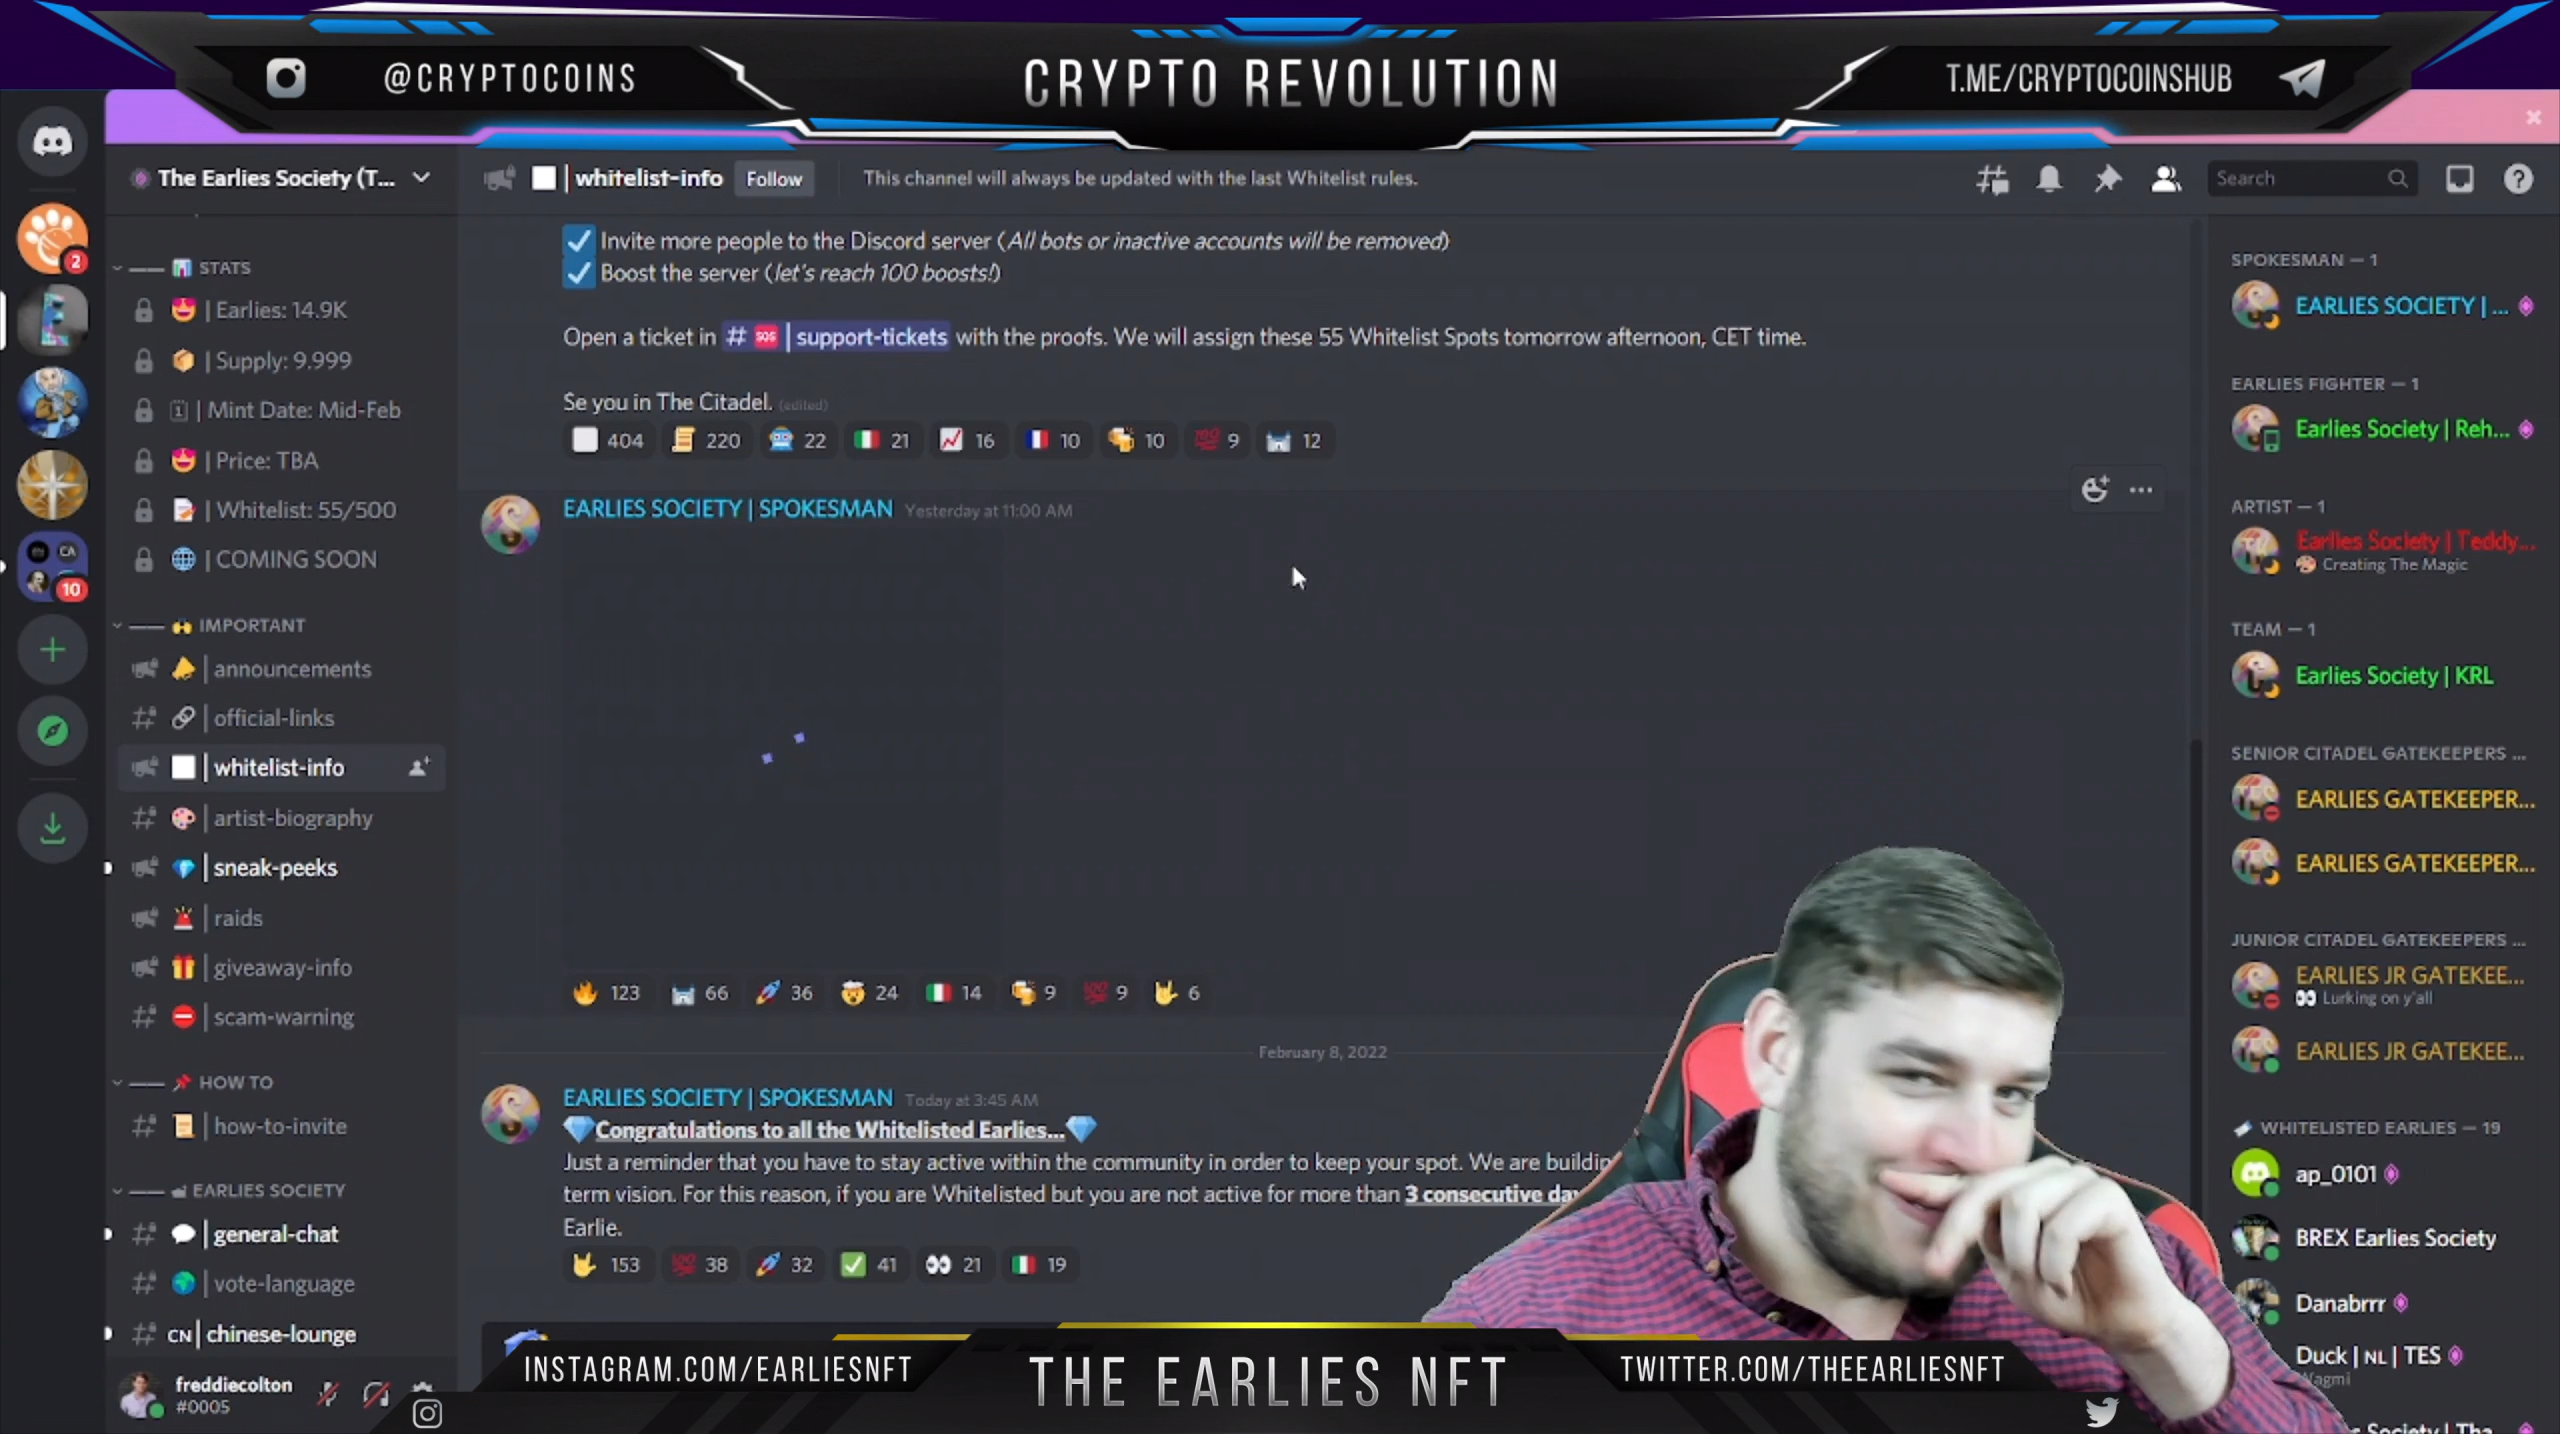 @CRYPTOCOINS
CRYPTO REVOLUTION
T.ME/CRYPTOCOINSHUB
The Earlies Society (T...
| whitelist-info
Follow
This channel will always be updated with the last Whitelist rules.
Search
STATS
| Earlies: 14.9K
| Supply: 9.999
| Mint Date: Mid-Feb
| Price: TBA
| Whitelist: 55/500
| COMING SOON
IMPORTANT
| announcements
| official-links
| whitelist-info
| artist-biography
| sneak-peeks
| raids
| giveaway-info
| scam-warning
HOW TO
| how-to-invite
EARLIES SOCIETY
| general-chat
| vote-language
CN | chinese-lounge
freddiecolton
#0005
2
CA
10
Invite more people to the Discord server (All bots or inactive accounts will be removed)
Boost the server (let's reach 100 boosts!)
Open a ticket in # SOS | support-tickets with the proofs. We will assign these 55 Whitelist Spots tomorrow afternoon, CET time.
Se you in The Citadel. (edited)
404 220 22 21 16 10 10 9 12
EARLIES SOCIETY | SPOKESMAN Yesterday at 11:00 AM
123 66 36 24 14 9 9 6
February 8, 2022
EARLIES SOCIETY | SPOKESMAN Today at 3:45 AM
Congratulations to all the Whitelisted Earlies...
Just a reminder that you have to stay active within the community in order to keep your spot. We are
term vision. For this reason, if you are Whitelisted but you are not active for more than 3 consecutive
Earlie.
153 38 32 41 21 19
SPOKESMAN — 1
EARLIES SOCIETY | ...
EARLIES FIGHTER — 1
Earlies Society | Reh...
ARTIST — 1
Earlies Society | Teddy...
Creating The Magic
TEAM — 1
Earlies Society | KRL
SENIOR CITADEL GATEKEEPERS ...
EARLIES GATEKEEPER...
EARLIES GATEKEEPER...
JUNIOR CITADEL GATEKEEPERS ...
EARLIES JR GATEKEE...
Lurking on y'all
EARLIES JR GATEKEE...
WHITELISTED EARLIES — 19
ap_0101
BREX Earlies Society
Danabrrr
Duck | NL | TES
INSTAGRAM.COM/EARLIESNFT
THE EARLIES NFT
TWITTER.COM/THEEARLIESNFT